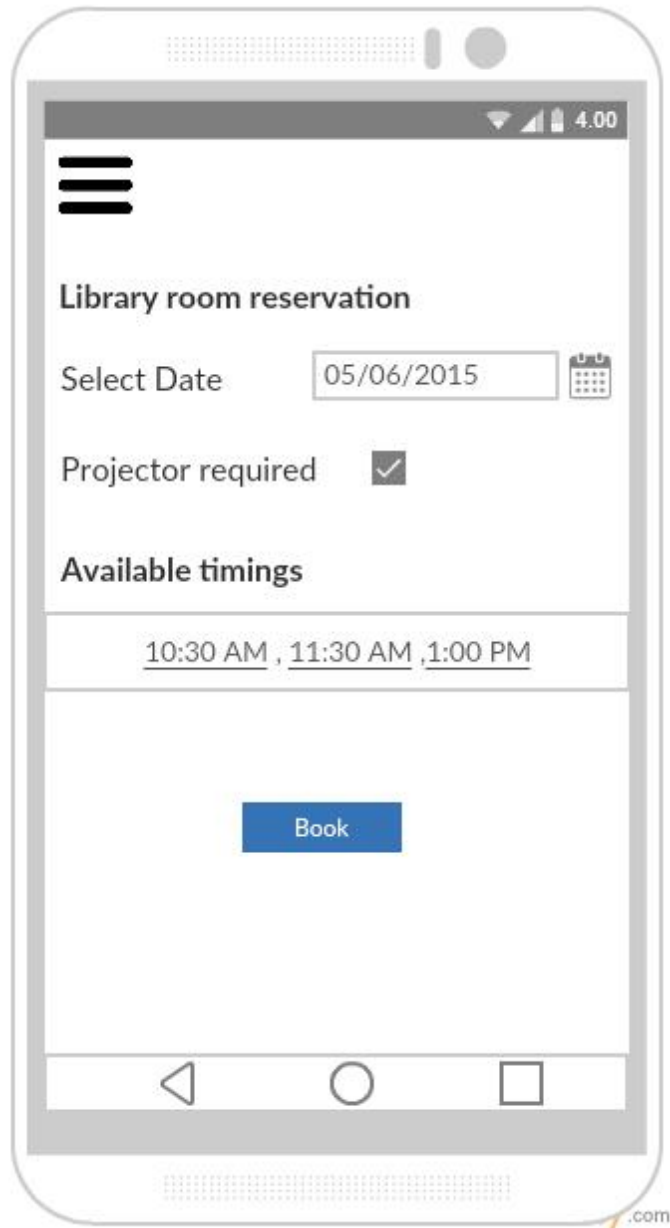 4.00
Library room reservation
Select Date 05/06/2015
Projector required
Available timings
10:30 AM , 11:30 AM ,1:00 PM
Book
.com